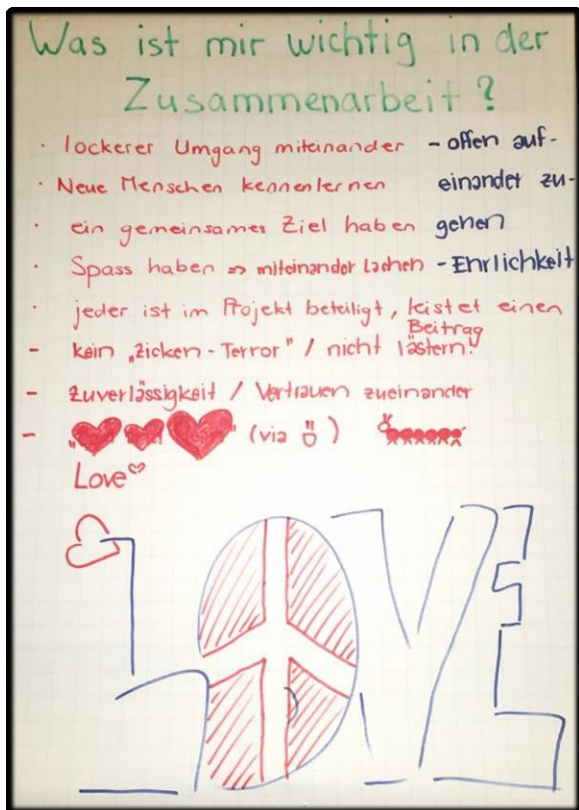 Was ist mir wichtig in der
Zusammenarbeit?
· lockerer Umgang miteinander - offen auf-
· Neue Menschen kennenlernen einander zu-
· ein gemeinsames Ziel haben gehen
· Spass haben => miteinander lachen - Ehrlichkeit
· jeder ist im Projekt beteiligt, leistet einen
Beitrag
- kein „Zicken-Terror" / nicht lästern!
- Zuverlässigkeit / Vertrauen zueinander
- (via )
Love
LOVE